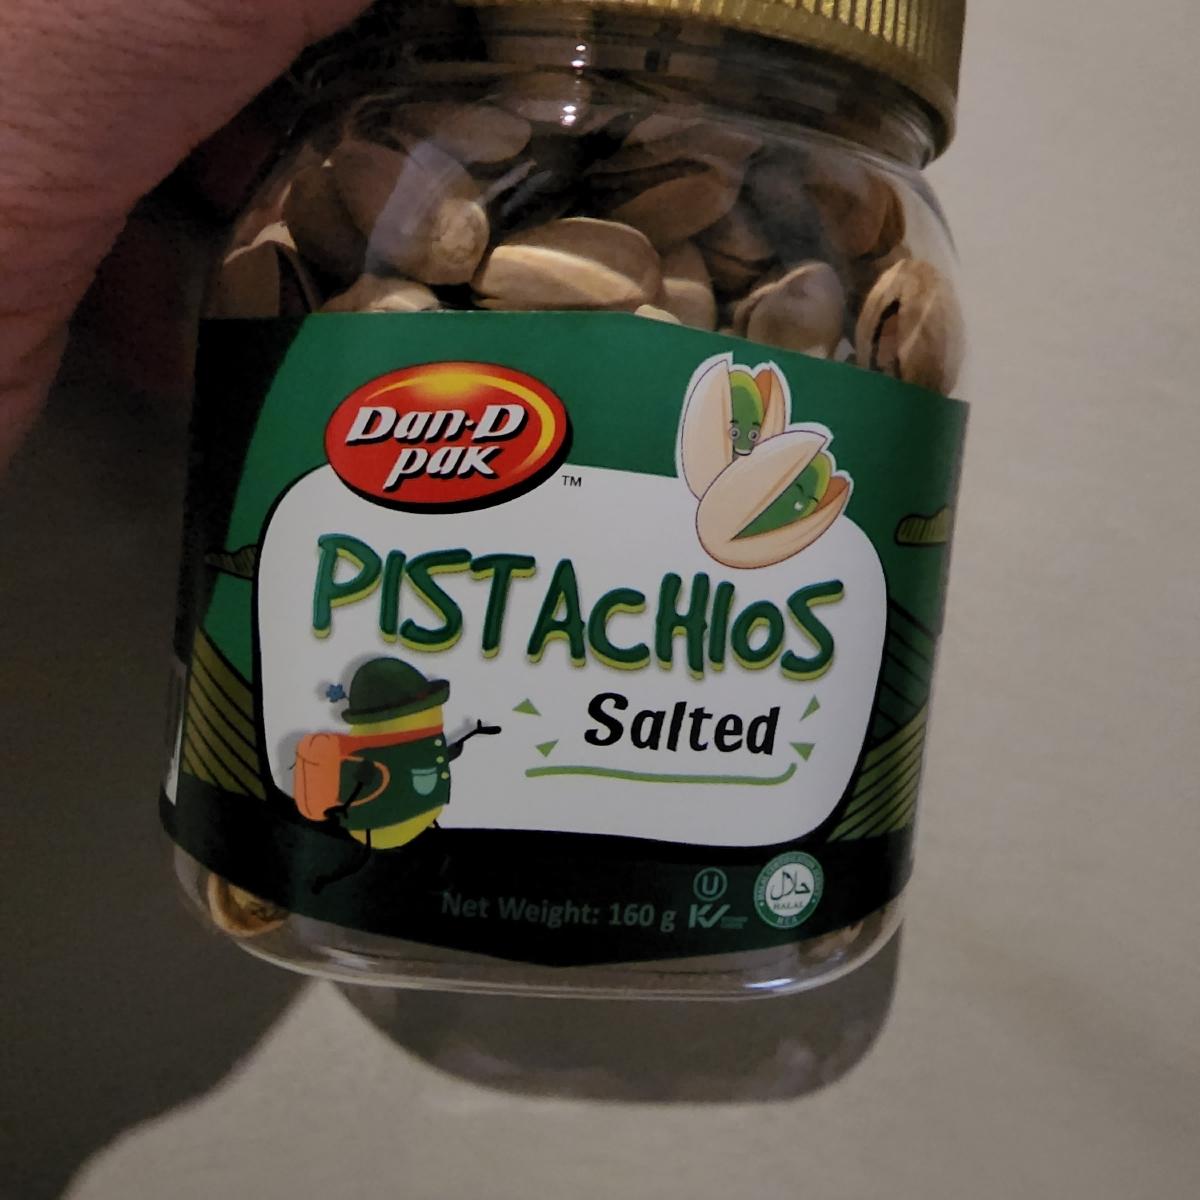 Dan·D
pak
TM
PISTACHIOS
Salted
Net Weight: 160 g
U
حلال
HALAL